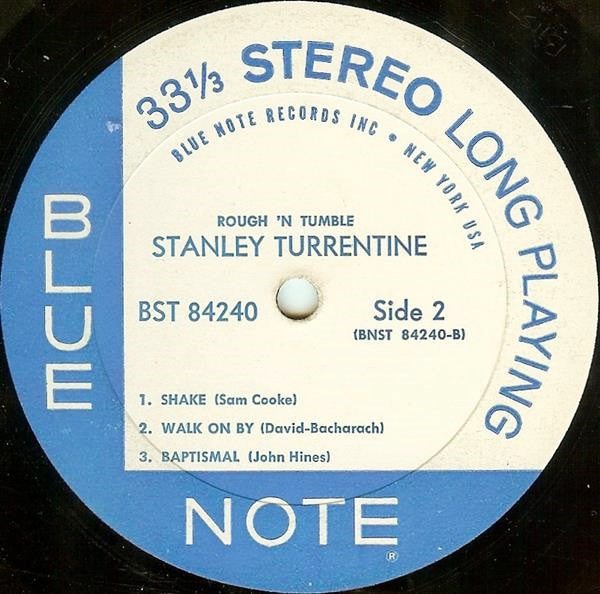 33⅓ STEREO LONG PLAYING
BLUE NOTE RECORDS INC • NEW YORK USA
ROUGH 'N TUMBLE
STANLEY TURRENTINE
BST 84240
Side 2
(BNST 84240-B)
1. SHAKE (Sam Cooke)
2. WALK ON BY (David-Bacharach)
3. BAPTISMAL (John Hines)
BLUE
NOTE®